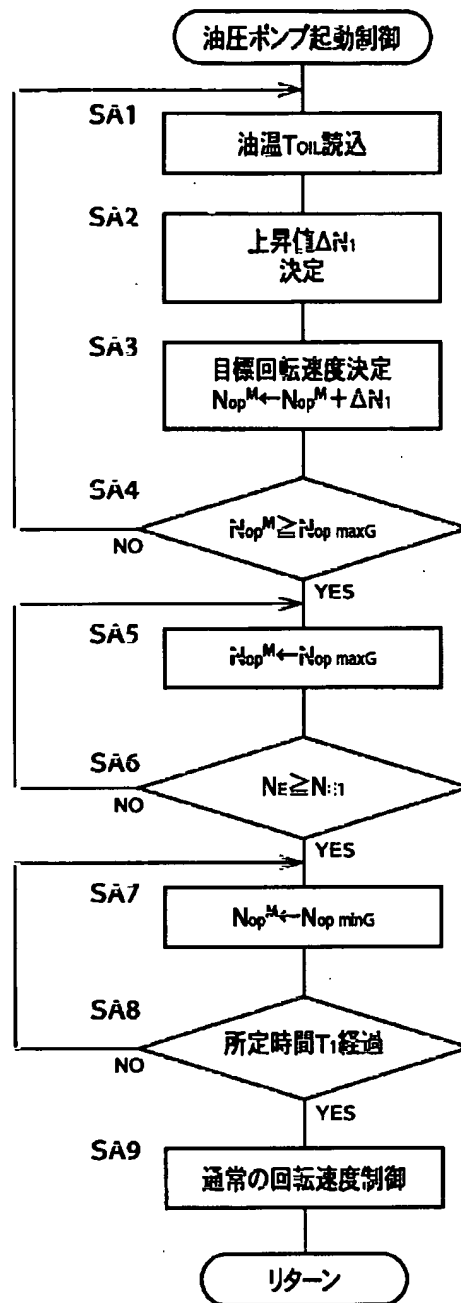 油圧ポンプ起動制御
SA1
油温TOIL読込
SA2
上昇値ΔN1
決定
SA3
目標回転速度決定
NopM←NopM+ΔN1
SA4
NopM≧Nop maxG
NO
YES
SA5
NopM←Nop maxG
SA6
NE≧NE1
NO
YES
SA7
NopM←Nop minG
SA8
所定時間T1経過
NO
YES
SA9
通常の回転速度制御
リターン